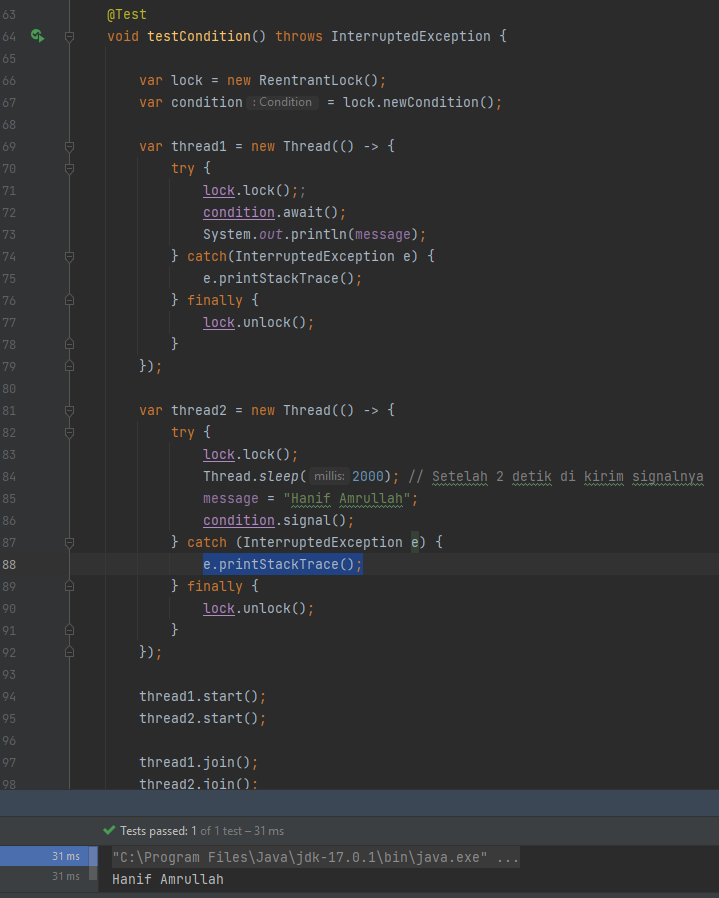 63 @Test
64 void testCondition() throws InterruptedException {
65
66 var lock = new ReentrantLock();
67 var condition : Condition = lock.newCondition();
68
69 var thread1 = new Thread(() -> {
70 try {
71 lock.lock();;
72 condition.await();
73 System.out.println(message);
74 } catch(InterruptedException e) {
75 e.printStackTrace();
76 } finally {
77 lock.unlock();
78 }
79 });
80
81 var thread2 = new Thread(() -> {
82 try {
83 lock.lock();
84 Thread.sleep( millis: 2000); // Setelah 2 detik di kirim signalnya
85 message = "Hanif Amrullah";
86 condition.signal();
87 } catch (InterruptedException e) {
88 e.printStackTrace();
89 } finally {
90 lock.unlock();
91 }
92 });
93
94 thread1.start();
95 thread2.start();
96
97 thread1.join();
98 thread2.join();
Tests passed: 1 of 1 test – 31 ms
31 ms "C:\Program Files\Java\jdk-17.0.1\bin\java.exe" ...
31 ms Hanif Amrullah